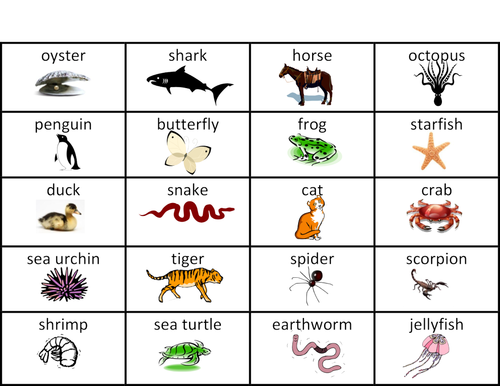 oyster
shark
horse
octopus
penguin
butterfly
frog
starfish
duck
snake
cat
crab
sea urchin
tiger
spider
scorpion
shrimp
sea turtle
earthworm
jellyfish